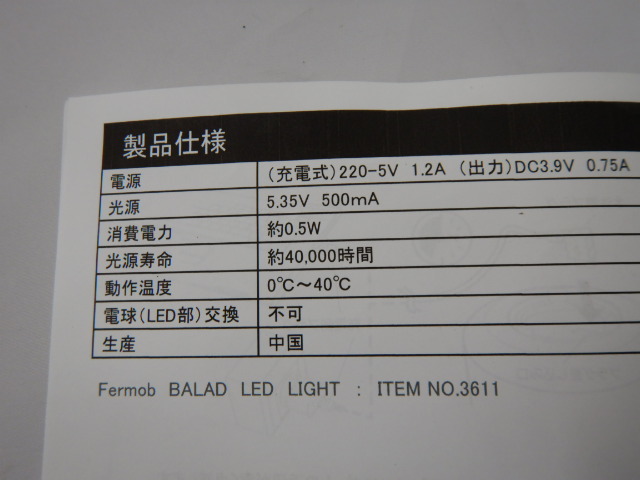 製品仕様
電源 (充電式)220-5V 1.2A (出力)DC3.9V 0.75A
光源 5.35V 500mA
消費電力 約0.5W
光源寿命 約40,000時間
動作温度 0℃～40℃
電球(LED部)交換 不可
生産 中国
Fermob BALAD LED LIGHT : ITEM NO.3611